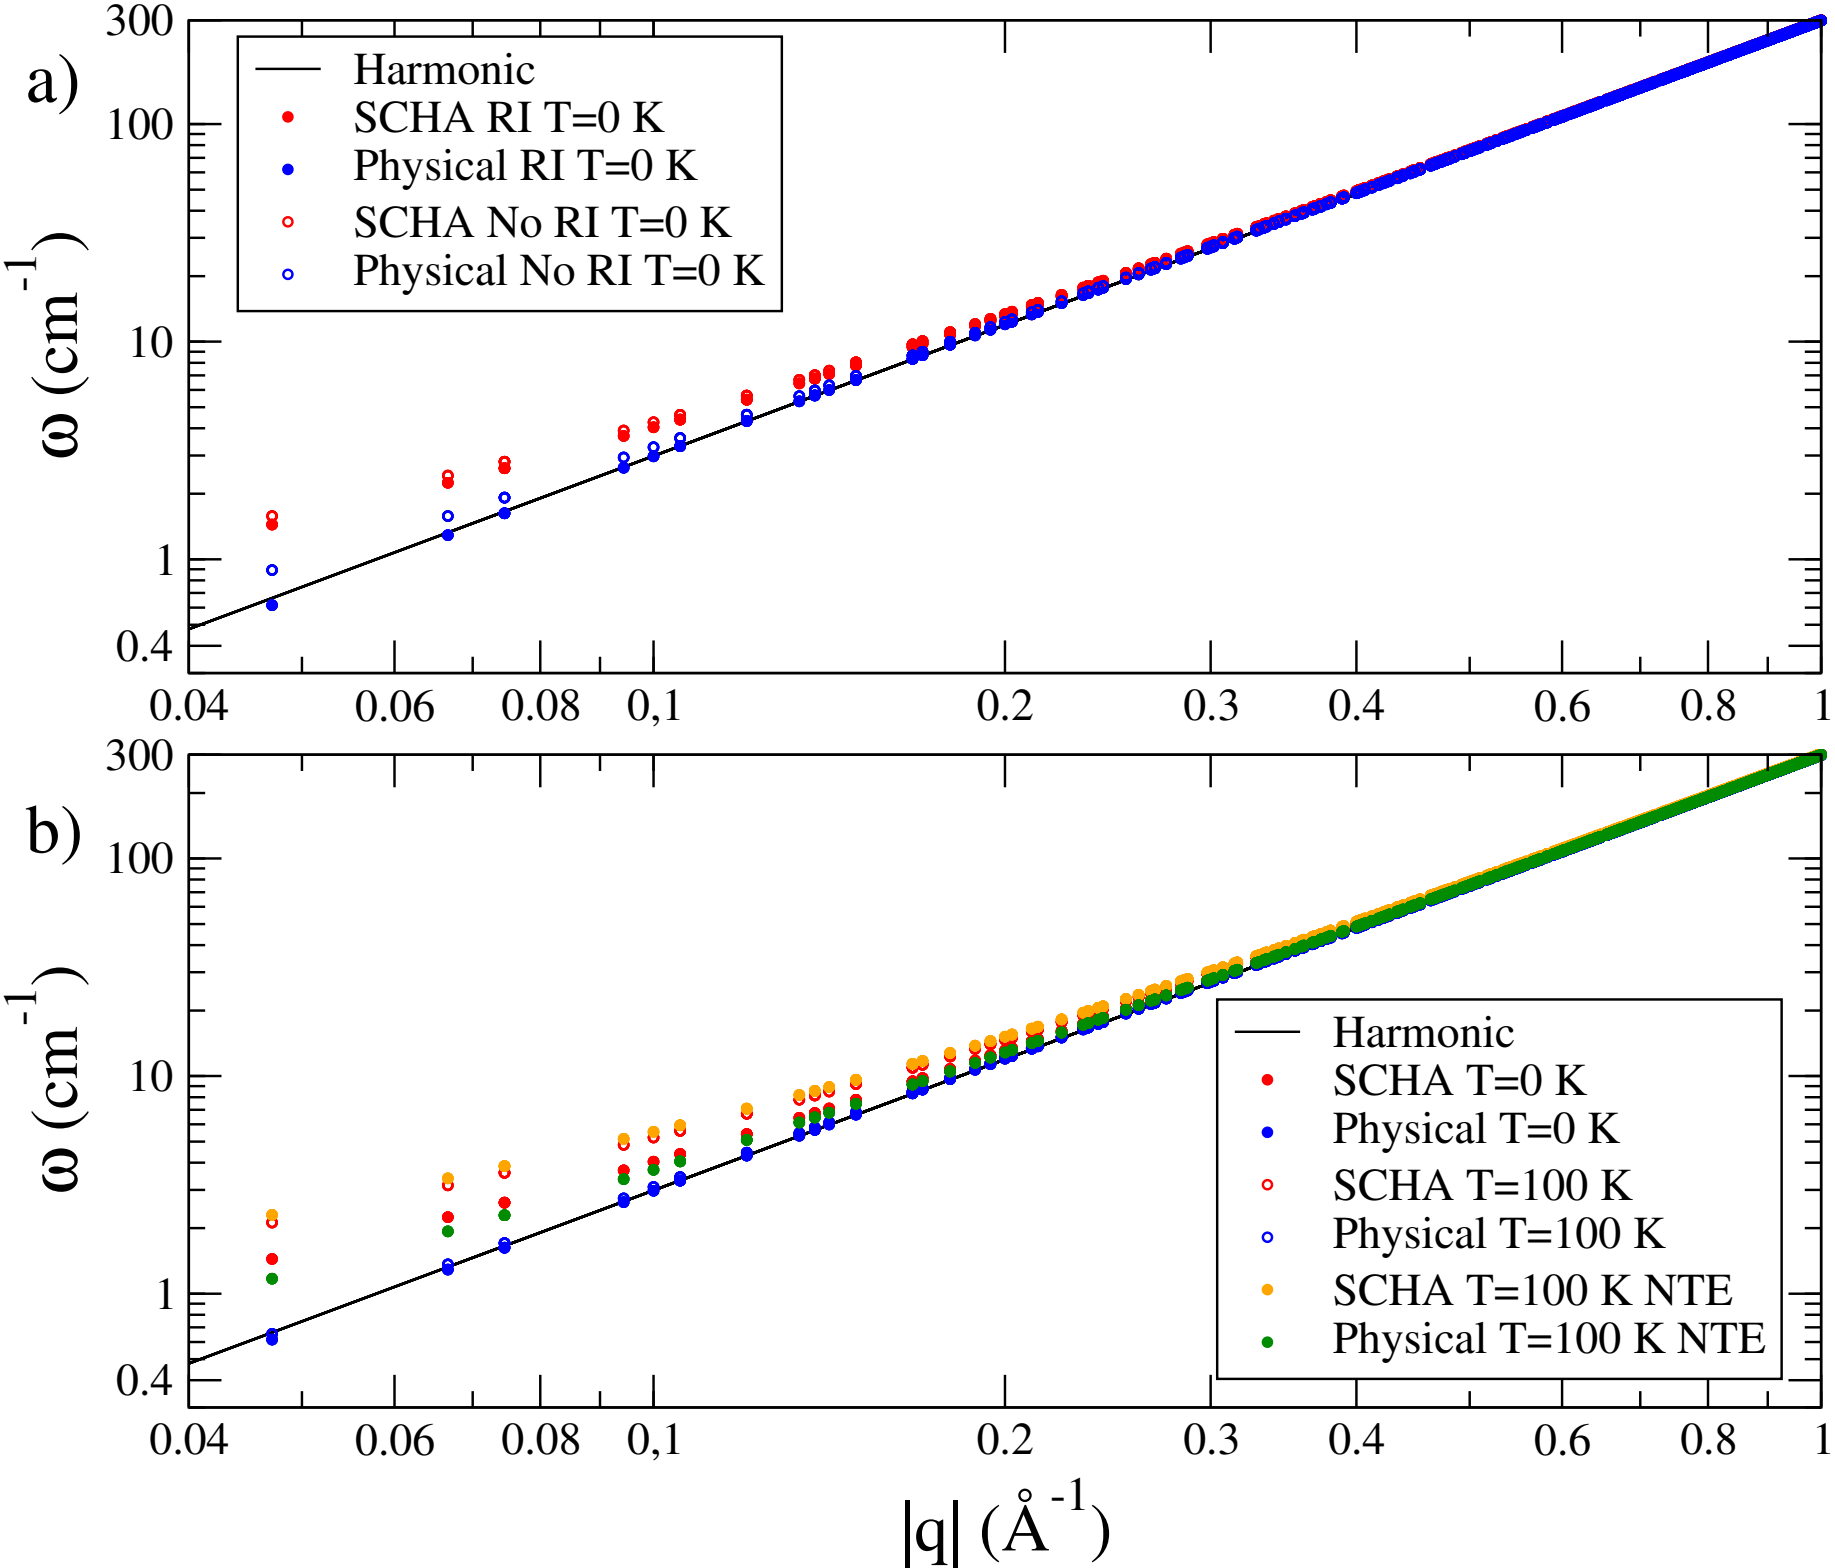 a)
300
100
10
1
0.4
ω (cm-1)
Harmonic
SCHA RI T=0 K
Physical RI T=0 K
SCHA No RI T=0 K
Physical No RI T=0 K
0.04 0.06 0.08 0,1 0.2 0.3 0.4 0.6 0.8 1
b)
300
100
10
1
0.4
ω (cm-1)
Harmonic
SCHA T=0 K
Physical T=0 K
SCHA T=100 K
Physical T=100 K
SCHA T=100 K NTE
Physical T=100 K NTE
0.04 0.06 0.08 0,1 0.2 0.3 0.4 0.6 0.8 1
|q| (Å-1)